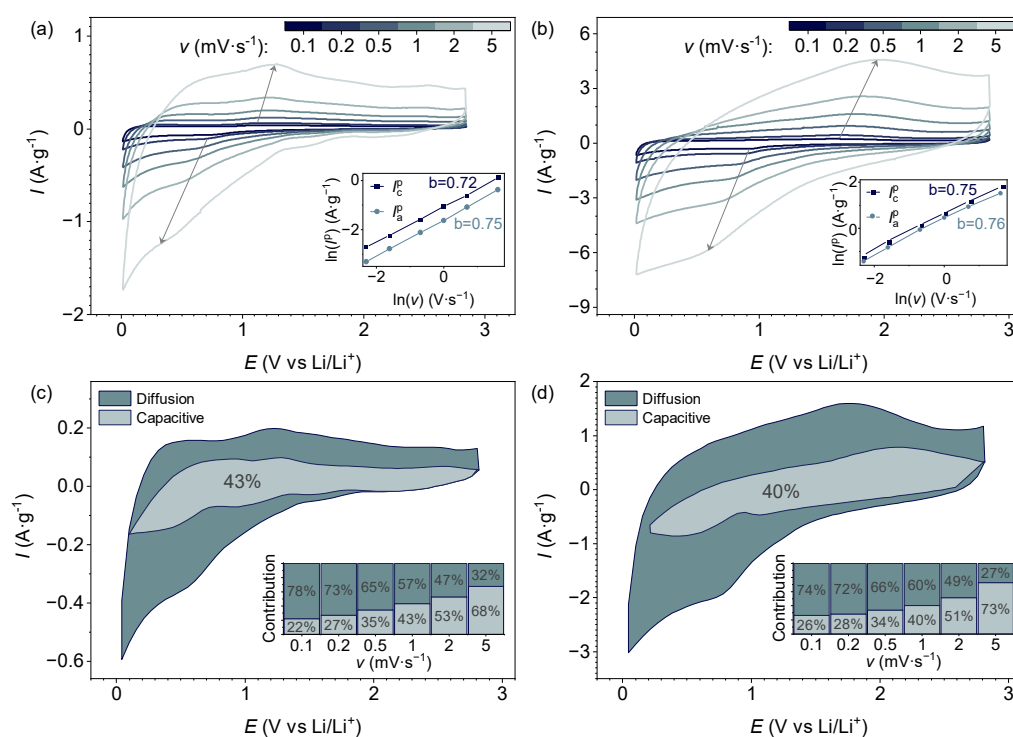 (a)
v (mV·s⁻¹):
0.1 0.2 0.5 1 2 5
1
0
−1
−2
I (A·g⁻¹)
0 1 2 3
E (V vs Li/Li⁺)
ln(Iᵖ) (A·g⁻¹)
0
−2
I_c^p
I_a^p
b=0.72
b=0.75
−2 0
ln(v) (V·s⁻¹)
(b)
v (mV·s⁻¹):
0.1 0.2 0.5 1 2 5
6
3
0
−3
−6
−9
I (A·g⁻¹)
0 1 2 3
E (V vs Li/Li⁺)
ln(Iᵖ) (A·g⁻¹)
2
0
I_c^p
I_a^p
b=0.75
b=0.76
−2 0
ln(v) (V·s⁻¹)
(c)
Diffusion
Capacitive
0.2
0.0
−0.2
−0.4
−0.6
I (A·g⁻¹)
43%
Contribution
78% 73% 65% 57% 47% 32%
22% 27% 35% 43% 53% 68%
0.1 0.2 0.5 1 2 5
v (mV·s⁻¹)
0 1 2 3
E (V vs Li/Li⁺)
(d)
Diffusion
Capacitive
2
1
0
−1
−2
−3
I (A·g⁻¹)
40%
Contribution
74% 72% 66% 60% 49% 27%
26% 28% 34% 40% 51% 73%
0.1 0.2 0.5 1 2 5
v (mV·s⁻¹)
0 1 2 3
E (V vs Li/Li⁺)